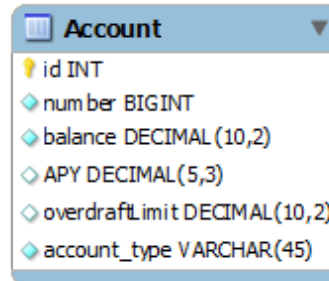 Account
id INT
number BIGINT
balance DECIMAL(10,2)
APY DECIMAL(5,3)
overdraftLimit DECIMAL(10,2)
account_type VARCHAR(45)